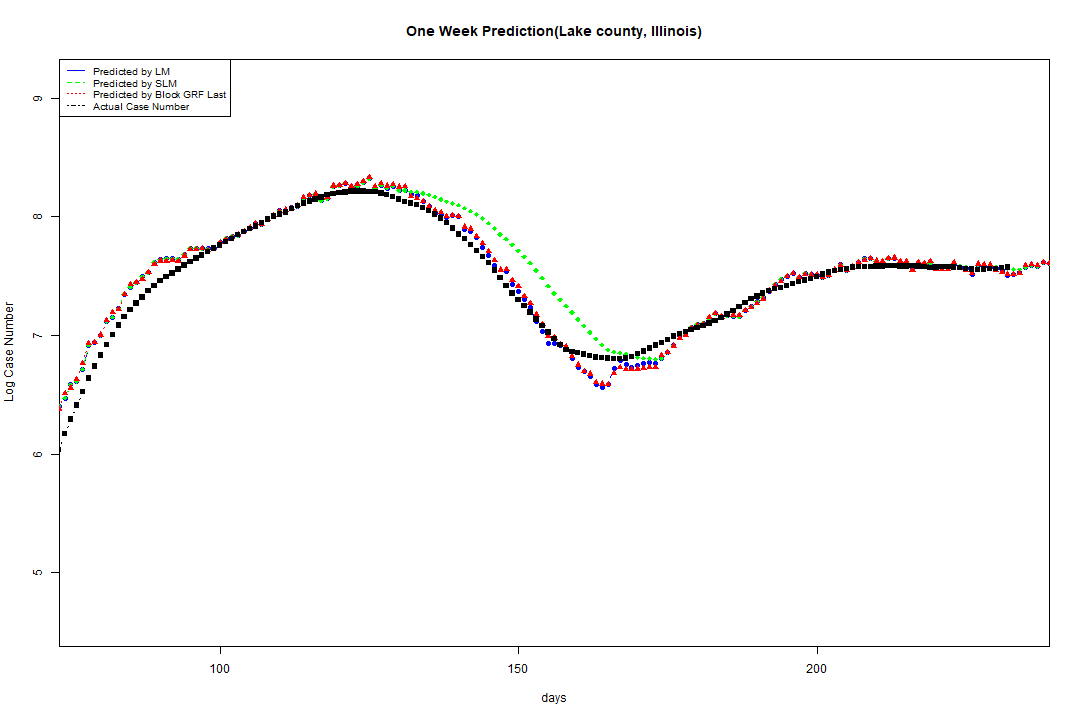 One Week Prediction(Lake county, Illinois)
Predicted by LM
Predicted by SLM
Predicted by Block GRF Last
Actual Case Number
9
8
7
6
5
Log Case Number
100 150 200
days